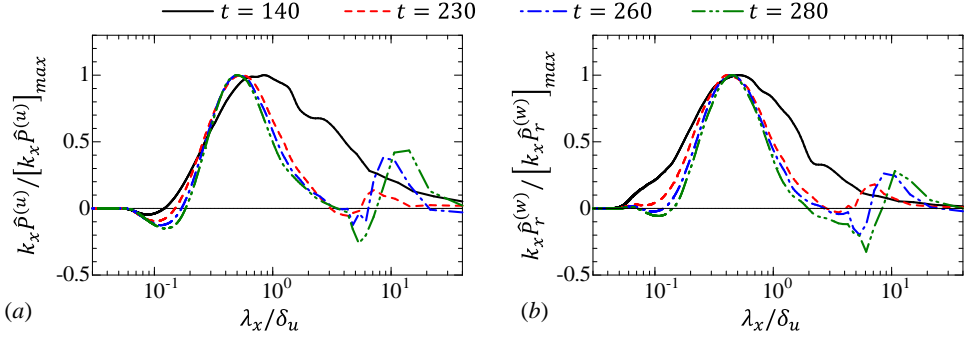 t = 140 t = 230 t = 260 t = 280
k_x P̂^(u) / [k_x P̂^(u)]_max
1
0.5
0
-0.5
10^-1 10^0 10^1
(a)
λ_x/δ_u
k_x P̂_r^(w) / [k_x P̂_r^(w)]_max
1
0.5
0
-0.5
10^-1 10^0 10^1
(b)
λ_x/δ_u